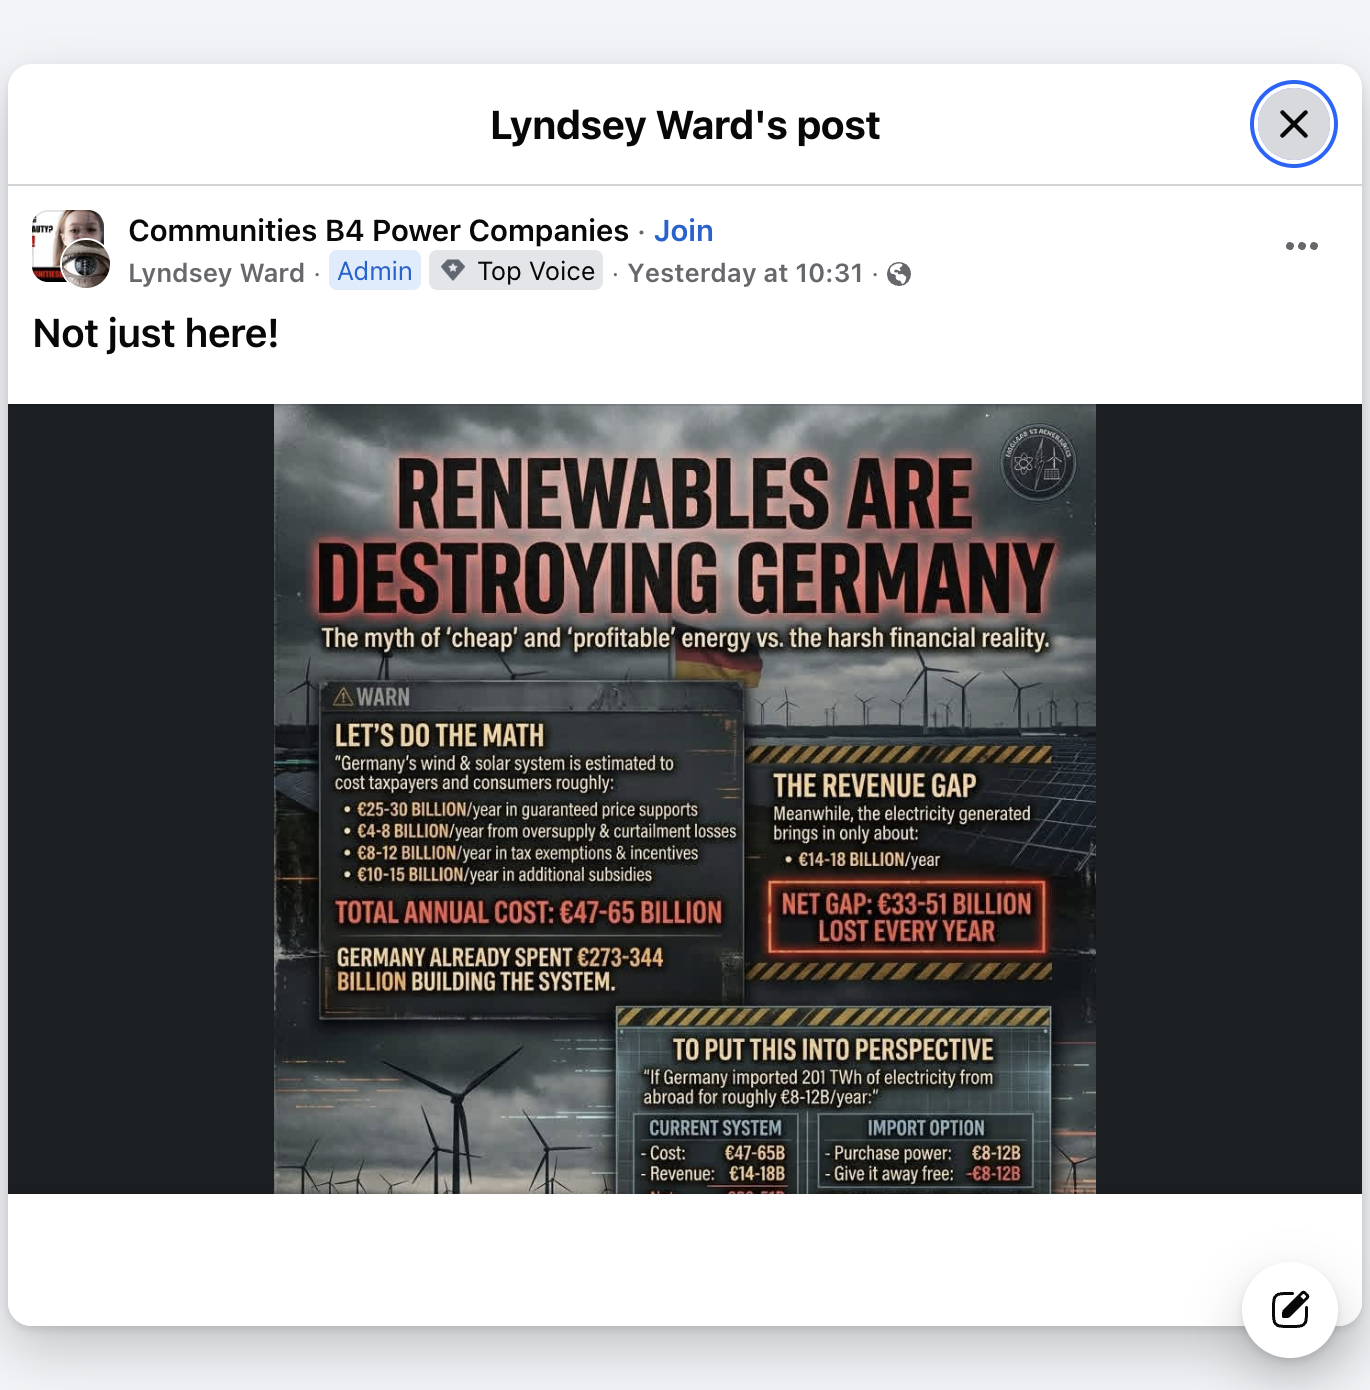 Lyndsey Ward's post
Communities B4 Power Companies · Join
Lyndsey Ward · Admin Top Voice · Yesterday at 10:31 ·
Not just here!
RENEWABLES ARE
DESTROYING GERMANY
The myth of 'cheap' and 'profitable' energy vs. the harsh financial reality.
WARN
LET'S DO THE MATH
"Germany's wind & solar system is estimated to
cost taxpayers and consumers roughly:
• €25-30 BILLION/year in guaranteed price supports
• €4-8 BILLION/year from oversupply & curtailment losses
• €8-12 BILLION/year in tax exemptions & incentives
• €10-15 BILLION/year in additional subsidies
TOTAL ANNUAL COST: €47-65 BILLION
GERMANY ALREADY SPENT €273-344
BILLION BUILDING THE SYSTEM.
THE REVENUE GAP
Meanwhile, the electricity generated
brings in only about:
• €14-18 BILLION/year
NET GAP: €33-51 BILLION
LOST EVERY YEAR
TO PUT THIS INTO PERSPECTIVE
"If Germany imported 201 TWh of electricity from
abroad for roughly €8-12B/year:"
CURRENT SYSTEM
- Cost: €47-65B
- Revenue: €14-18B
IMPORT OPTION
- Purchase power: €8-12B
- Give it away free: -€8-12B